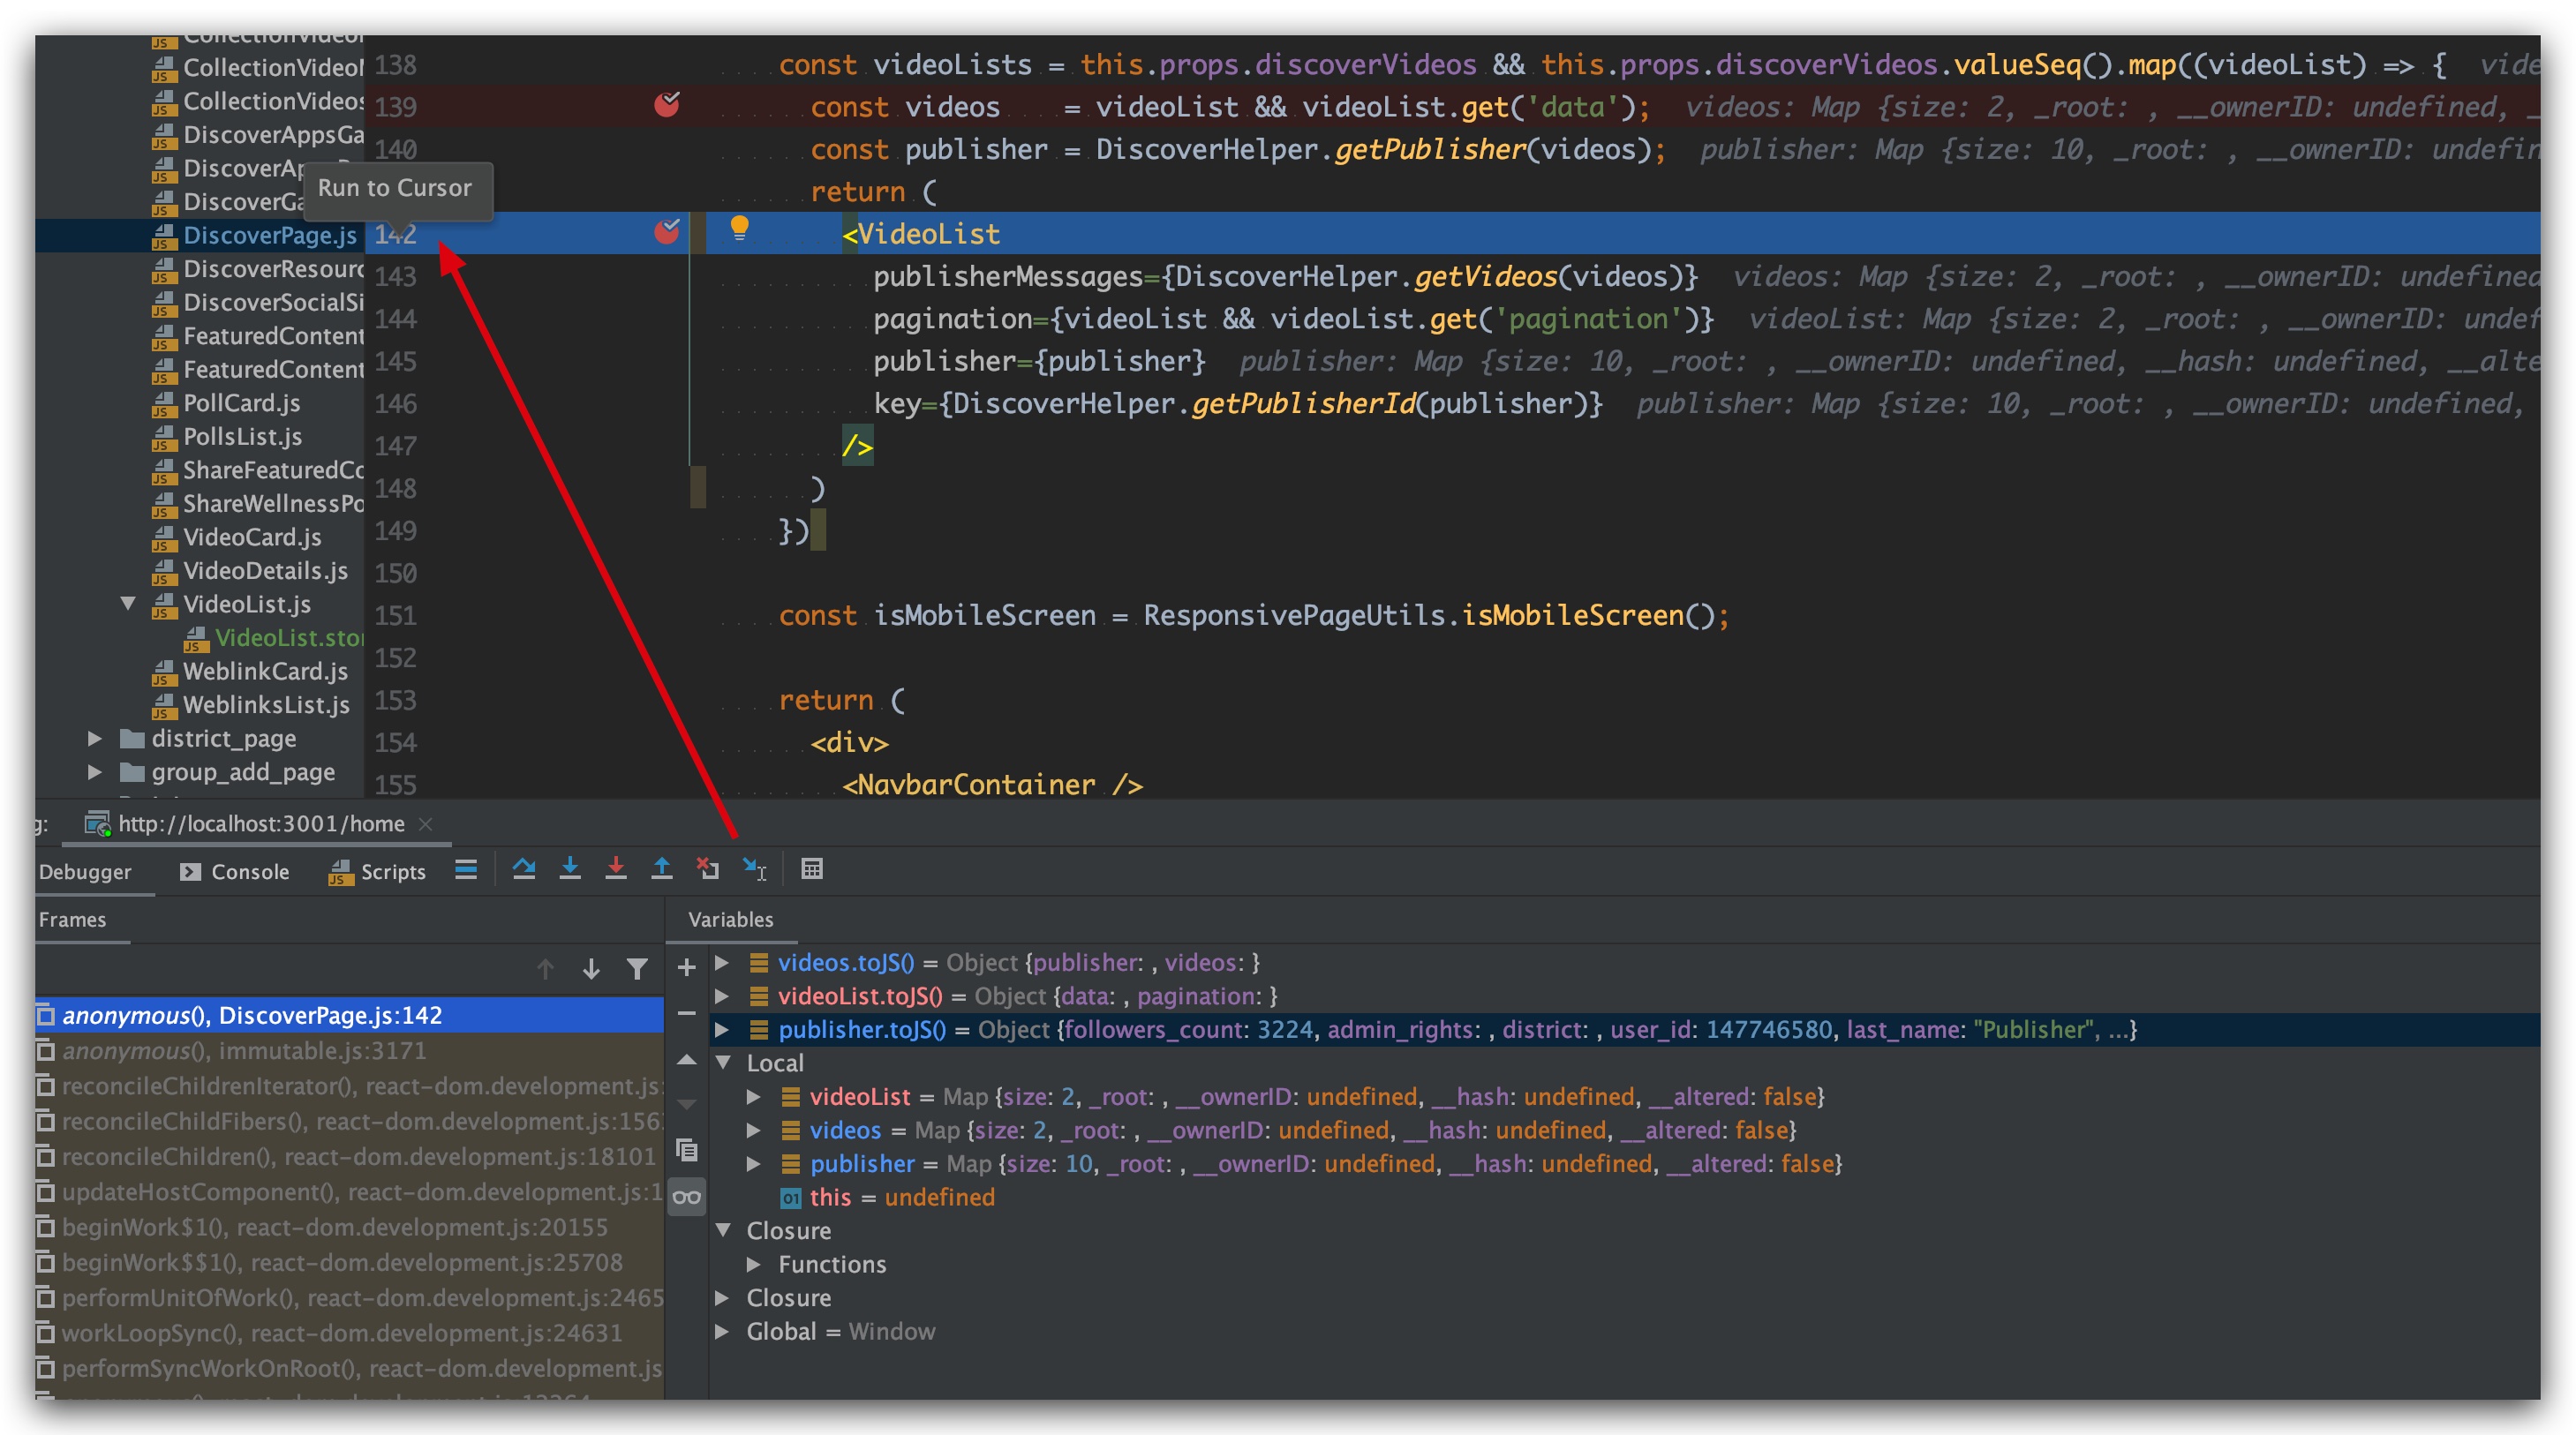 CollectionVideoM
CollectionVideos
DiscoverAppsGa
DiscoverGa
DiscoverPage.js
DiscoverResourc
DiscoverSocialSi
FeaturedContent
FeaturedContent
PollCard.js
PollsList.js
ShareFeaturedCo
ShareWellnessPo
VideoCard.js
VideoDetails.js
VideoList.js
VideoList.stor
WeblinkCard.js
WeblinksList.js
district_page
group_add_page
Run to Cursor
138 const videoLists = this.props.discoverVideos && this.props.discoverVideos.valueSeq().map((videoList) => { vide
139 const videos = videoList && videoList.get('data'); videos: Map {size: 2, _root: , __ownerID: undefined, _
140 const publisher = DiscoverHelper.getPublisher(videos); publisher: Map {size: 10, _root: , __ownerID: undefin
return (
142 <VideoList
143 publisherMessages={DiscoverHelper.getVideos(videos)} videos: Map {size: 2, _root: , __ownerID: undefined
144 pagination={videoList && videoList.get('pagination')} videoList: Map {size: 2, _root: , __ownerID: undef
145 publisher={publisher} publisher: Map {size: 10, _root: , __ownerID: undefined, __hash: undefined, __alte
146 key={DiscoverHelper.getPublisherId(publisher)} publisher: Map {size: 10, _root: , __ownerID: undefined,
147 />
148 )
149 })
150
151 const isMobileScreen = ResponsivePageUtils.isMobileScreen();
152
153 return (
154 <div>
155 <NavbarContainer />
g: http://localhost:3001/home
Debugger Console Scripts
Frames
anonymous(), DiscoverPage.js:142
anonymous(), immutable.js:3171
reconcileChildrenIterator(), react-dom.development.js:
reconcileChildFibers(), react-dom.development.js:156
reconcileChildren(), react-dom.development.js:18101
updateHostComponent(), react-dom.development.js:1
beginWork$1(), react-dom.development.js:20155
beginWork$$1(), react-dom.development.js:25708
performUnitOfWork(), react-dom.development.js:2465
workLoopSync(), react-dom.development.js:24631
performSyncWorkOnRoot(), react-dom.development.js
Variables
videos.toJS() = Object {publisher: , videos: }
videoList.toJS() = Object {data: , pagination: }
publisher.toJS() = Object {followers_count: 3224, admin_rights: , district: , user_id: 147746580, last_name: "Publisher", ...}
Local
videoList = Map {size: 2, _root: , __ownerID: undefined, __hash: undefined, __altered: false}
videos = Map {size: 2, _root: , __ownerID: undefined, __hash: undefined, __altered: false}
publisher = Map {size: 10, _root: , __ownerID: undefined, __hash: undefined, __altered: false}
this = undefined
Closure
Functions
Closure
Global = Window